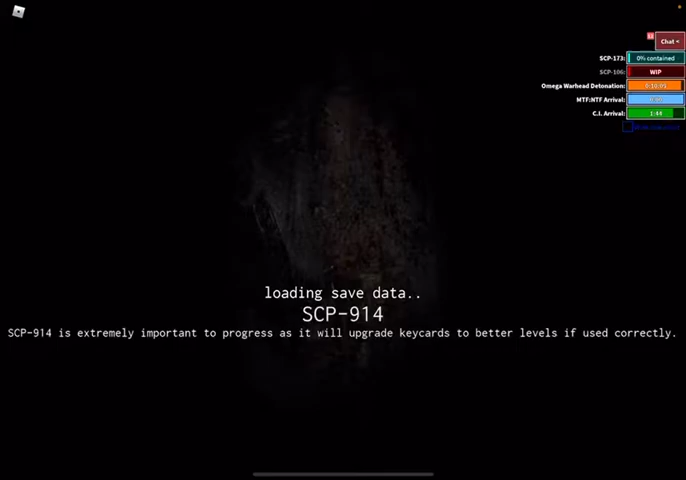 Chat <
SCP-173: 0% contained
SCP-106: WIP
Omega Warhead Detonation:
MTF:NTF Arrival:
C.I. Arrival: 1:44
loading save data..
SCP-914
SCP-914 is extremely important to progress as it will upgrade keycards to better levels if used correctly.